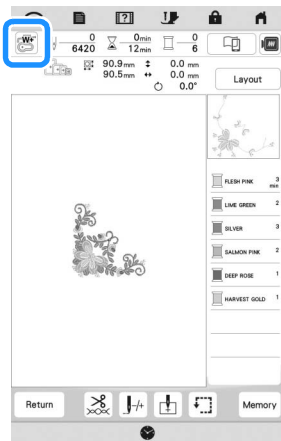 ?
W+
0
6420
0min
12min
0
6
90.9mm 0.0 mm
90.5mm 0.0 mm
0.0°
Layout
FLESH PINK 3
min
LIME GREEN 2
SILVER 3
SALMON PINK 2
DEEP ROSE 1
HARVEST GOLD 1
Return
-/+
Memory